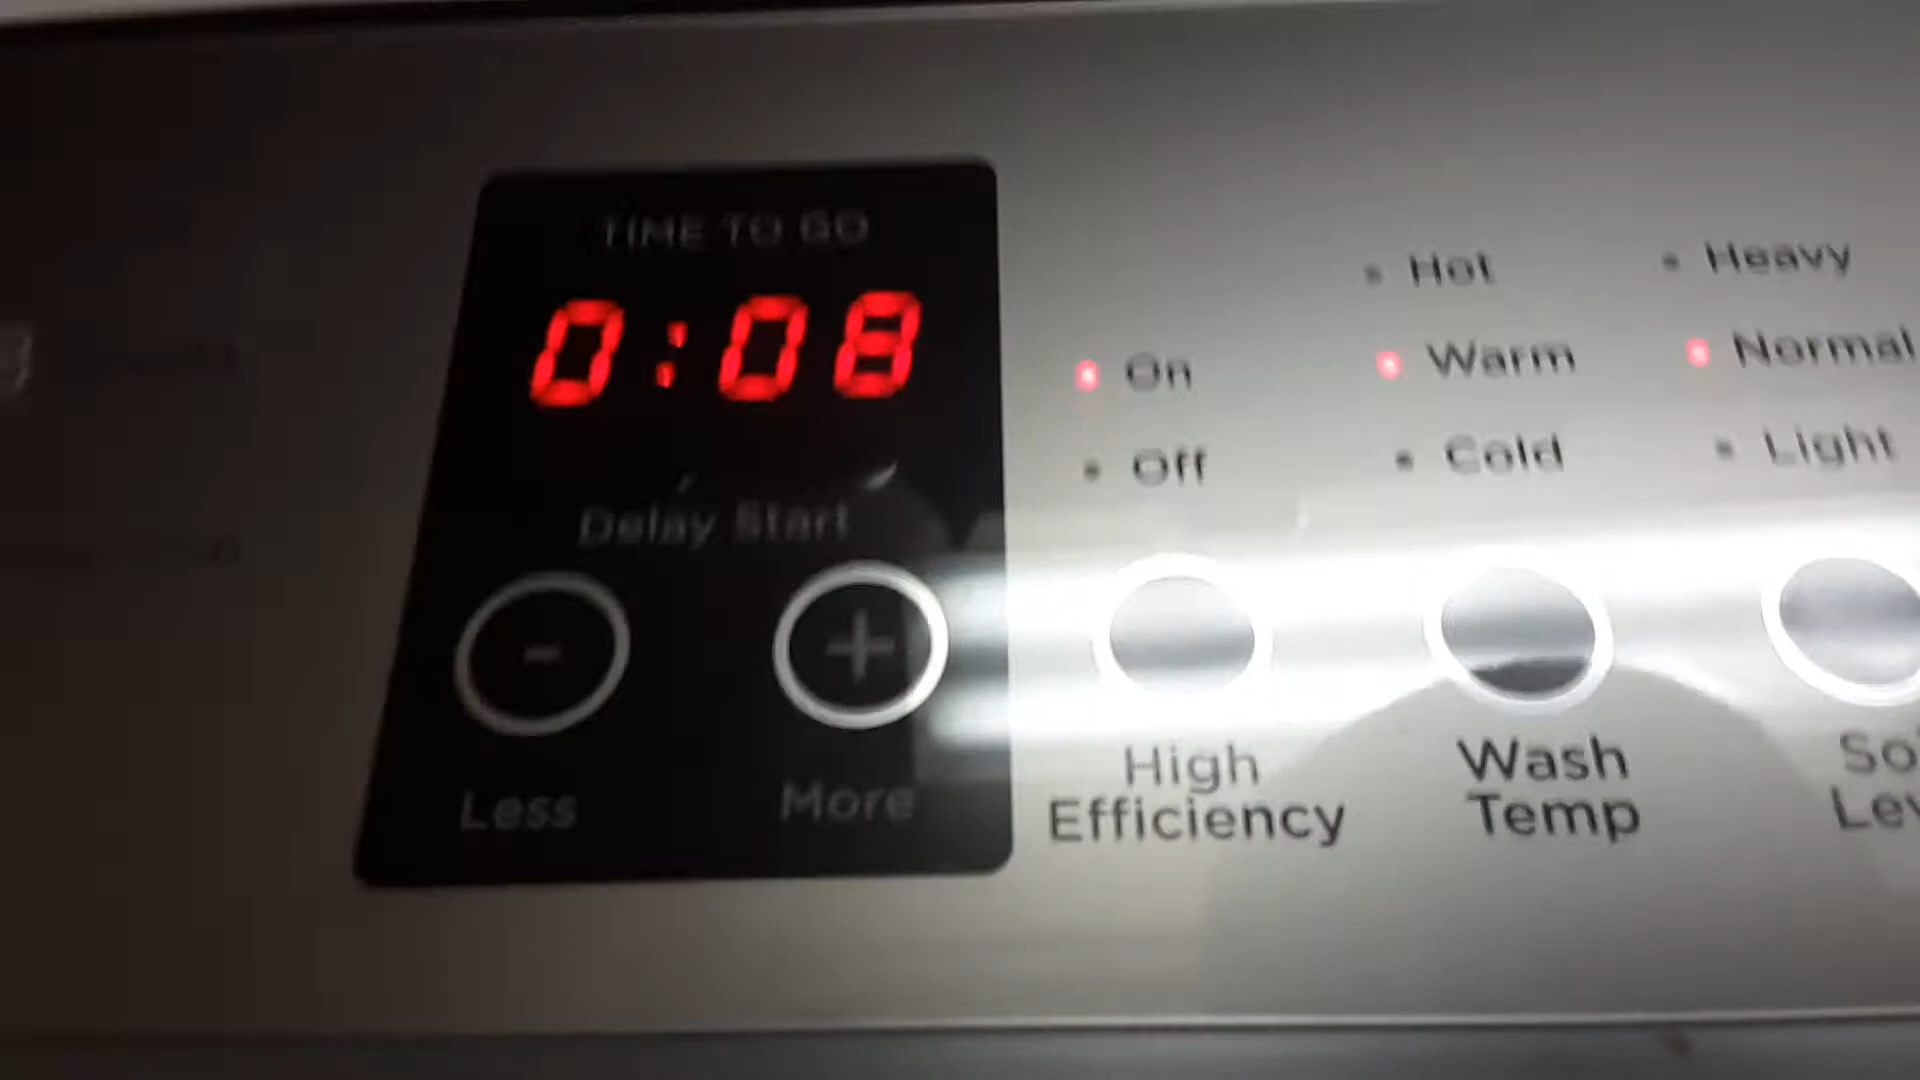 TIME TO GO
0:08
Delay Start
-
+
Less
More
On
Off
High
Efficiency
Hot
Warm
Cold
Wash
Temp
Heavy
Normal
Light